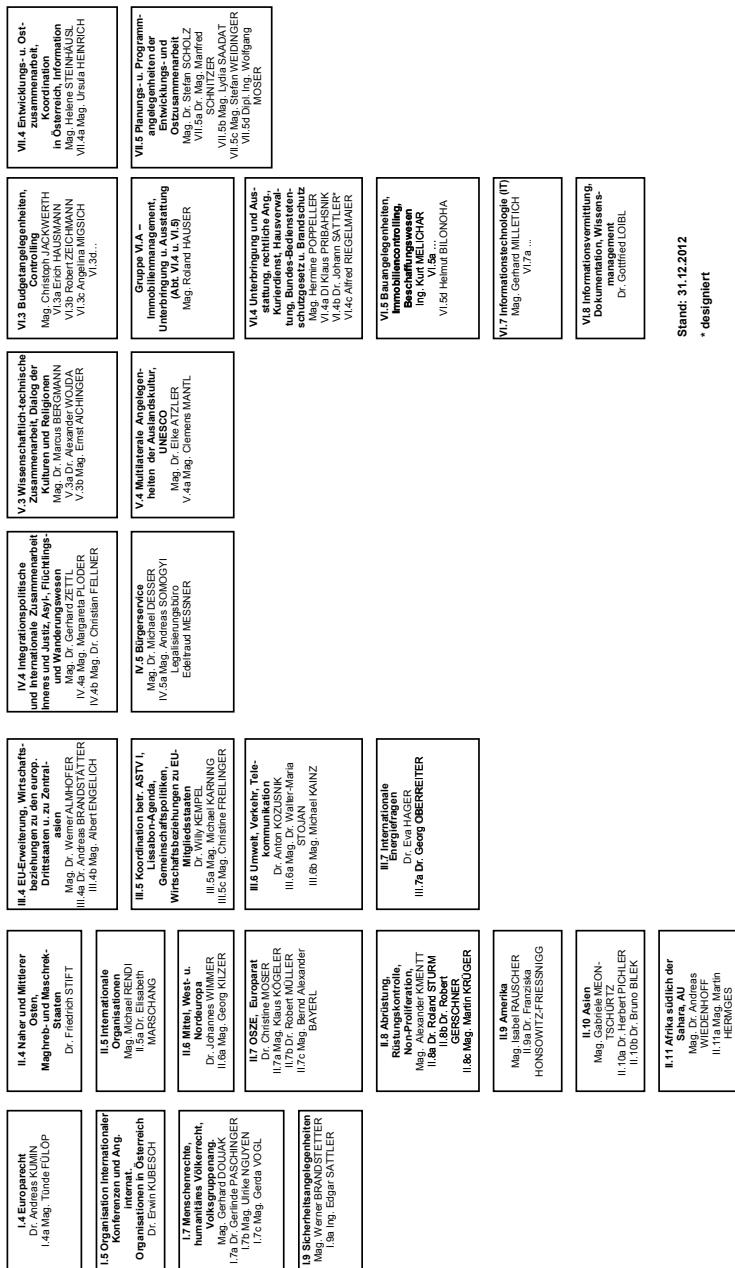 I.4 Europarecht
Dr. Andreas KUMIN
I.4a Mag. Tünde FÜLÖP
I.5 Organisation Internationaler
Konferenzen und Ang.
internat.
Organisationen in Österreich
Dr. Erwin KUBESCH
I.7 Menschenrechte,
humanitäres Völkerrecht,
Volksgruppenang.
Mag. Gerhard DOUJAK
I.7a Dr. Gerlinde PASCHINGER
I.7b Mag. Ulrike NGUYEN
I.7c Mag. Gerda VOGL
I.9 Sicherheitsangelegenheiten
Mag. Werner BRANDSTETTER
I.9a Ing. Edgar SATTLER
II.4 Naher und Mittlerer
Osten,
Maghreb- und Maschrek-
Staaten
Dr. Friedrich STIFT
II.5 Internationale
Organisationen
Mag. Michael RENDI
II.5a Dr. Elisabeth
MARSCHANG
II.6 Mittel, West- u.
Nordeuropa
Dr. Johannes WIMMER
II.6a Mag. Georg KILZER
II.7 OSZE, Europarat
Dr. Christine MOSER
II.7a Mag. Klaus KÖGELER
II.7b Dr. Robert MÜLLER
II.7c Mag. Bernd Alexander
BAYERL
II.8 Abrüstung,
Rüstungskontrolle,
Non-Proliferation,
Mag. Alexander KMENTT
II.8a Dr. Roland STURM
II.8b Dr. Robert
GERSCHNER
II.8c Mag. Martin KRÜGER
II.9 Amerika
Mag. Isabel RAUSCHER
II.9a Dr. Franziska
HONSOWITZ-FRIESSNIGG
II.10 Asien
Mag. Gabriele MEON-
TSCHÜRTZ
II.10a Dr. Herbert PICHLER
II.10b Dr. Bruno BILEK
II.11 Afrika südlich der
Sahara, AU
Mag. Dr. Andreas
WIEDENHOFF
II.11a Mag. Martin
HERMGES
III.4 EU-Erweiterung, Wirtschafts-
beziehungen zu den europ.
Drittstaaten u. zu Zentral-
asien
Mag. Dr. Werner ALMHOFER
III.4a Dr. Andreas BRANDSTÄTTER
III.4b Mag. Albert ENGELICH
III.5 Koordination betr. ASTV I,
Lissabon-Agenda,
Gemeinschaftspolitiken,
Wirtschaftsbeziehungen zu EU-
Mitgliedsstaaten
Dr. Willy KEMPEL
III.5a Mag. Michael KARNING
III.5c Mag. Christine FREILINGER
III.6 Umwelt, Verkehr, Tele-
kommunikation
Dr. Anton KOZUSNIK
III.6a Mag. Dr. Walter-Maria
STOJAN
III.6b Mag. Michael KAINZ
III.7 Internationale
Energiefragen
Dr. Eva HAGER
III.7a Dr. Georg OBERREITER
IV.4 Integrationspolitische
und Internationale Zusammenarbeit
Inneres und Justiz, Asyl-, Flüchtlings-
und Wanderungswesen
Mag. Dr. Gerhard ZETTL
IV.4a Mag. Margareta PLODER
IV.4b Mag. Dr. Christian FELLNER
IV.5 Bürgerservice
Mag. Dr. Michael DESSER
IV.5a Mag. Andreas SOMOGYI
Legalisierungsbüro
Edeltraud MESSNER
V.3 Wissenschaftlich-technische
Zusammenarbeit, Dialog der
Kulturen und Religionen
Mag. Dr. Marcus BERGMANN
V.3a Dr. Alexander WOJDA
V.3b Mag. Ernst AICHINGER
V.4 Multilaterale Angelegen-
heiten der Auslandskultur,
UNESCO
Mag. Dr. Elke ATZLER
V.4a Mag. Clemens MANTL
VI.3 Budgetangelegenheiten,
Controlling
Mag. Christoph JACKWERTH
VI.3a Erich HAUSMANN
VI.3b Robert ZEICHMANN
VI.3c Angelina MIGSICH
VI.3d...
Gruppe VI.A –
Immobilienmanagement,
Unterbringung u. Ausstattung
(Abt. VI.4 u. VI.5)
Mag. Roland HAUSER
VI.4 Unterbringung und Aus-
stattung, rechtliche Ang.,
Kurierdienst, Hausverwal-
tung, Bundes-Bediensteten-
schutzgesetz u. Brandschutz
Mag. Hermine POPPELLER
VI.4a DI Klaus PRIBAHSNIK
VI.4b Dr. Johann SATTLER*
VI.4c Alfred RIEGELMAIER
VI.5 Bauangelegenheiten,
Immobiliencontrolling,
Beschaffungswesen
Ing. Kurt MELICHAR
VI.5a ...
VI.5d Helmut BILONOHA
VI.7 Informationstechnologie (IT)
Mag. Gerhard MILLETICH
VI.7a ...
VI.8 Informationsvermittlung,
Dokumentation, Wissens-
management
Dr. Gottfried LOIBL
VII.4 Entwicklungs- u. Ost-
zusammenarbeit,
Koordination
in Österreich, Information
Mag. Helene STEINHÄUSL
VII.4a Mag. Ursula HEINRICH
VII.5 Planungs- u. Programm-
angelegenheiten der
Entwicklungs- und
Ostzusammenarbeit
Mag. Dr. Stefan SCHOLZ
VII.5a Dr. Mag. Manfred
SCHNITZER
VII.5b Mag. Lydia SAADAT
VII.5c Mag. Stefan WEIDINGER
VII.5d Dipl. Ing. Wolfgang
MOSER
Stand: 31.12.2012
* designiert